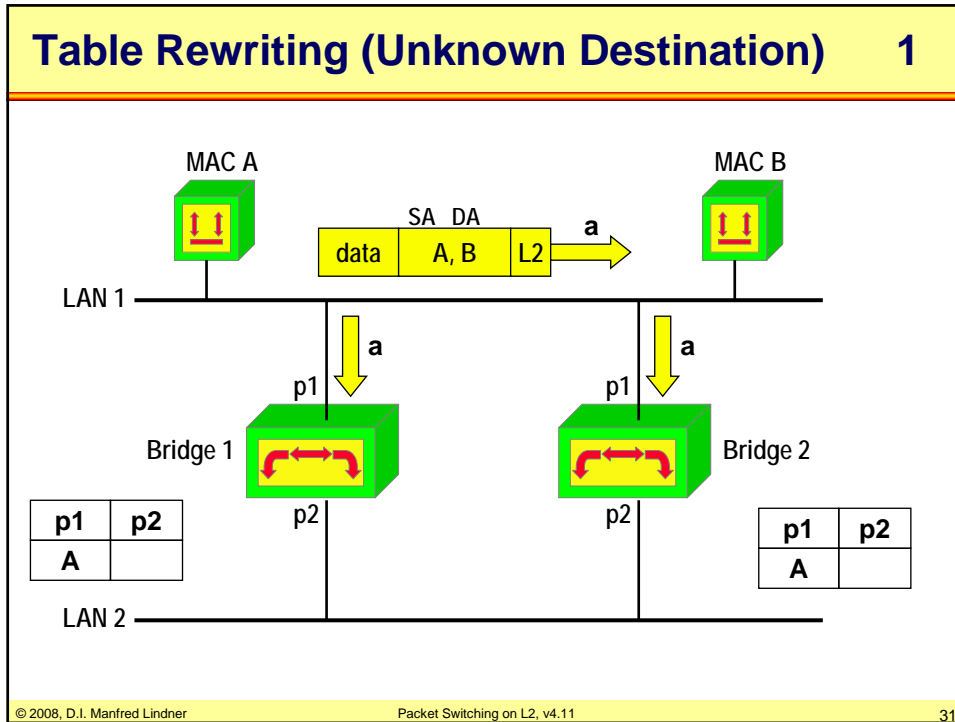 Table Rewriting (Unknown Destination) 1
MAC A
MAC B
SA DA
a
data A, B L2
LAN 1
a
a
p1
p1
Bridge 1
Bridge 2
p2
p2
p1 p2
A
p1 p2
A
LAN 2
© 2008, D.I. Manfred Lindner Packet Switching on L2, v4.11 31